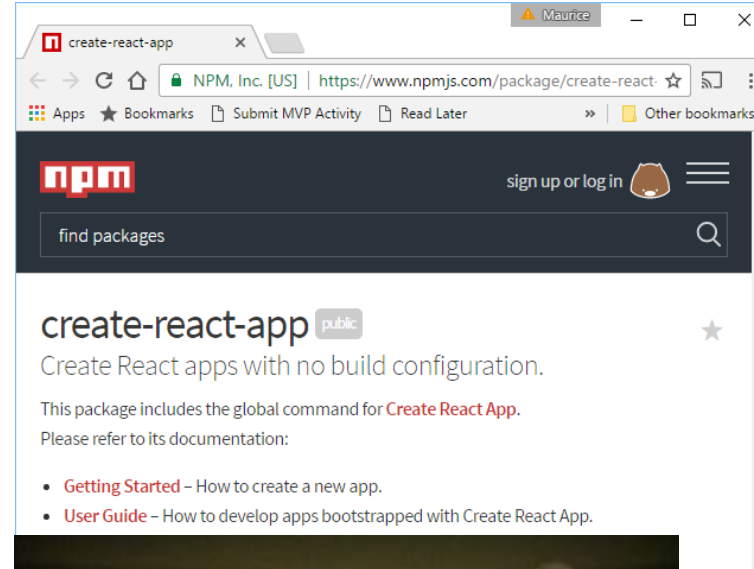 Maurice
create-react-app
NPM, Inc. [US] | https://www.npmjs.com/package/create-react-
Apps Bookmarks Submit MVP Activity Read Later » Other bookmarks
npm
sign up or log in
find packages
create-react-app public
Create React apps with no build configuration.
This package includes the global command for Create React App.
Please refer to its documentation:
• Getting Started – How to create a new app.
• User Guide – How to develop apps bootstrapped with Create React App.